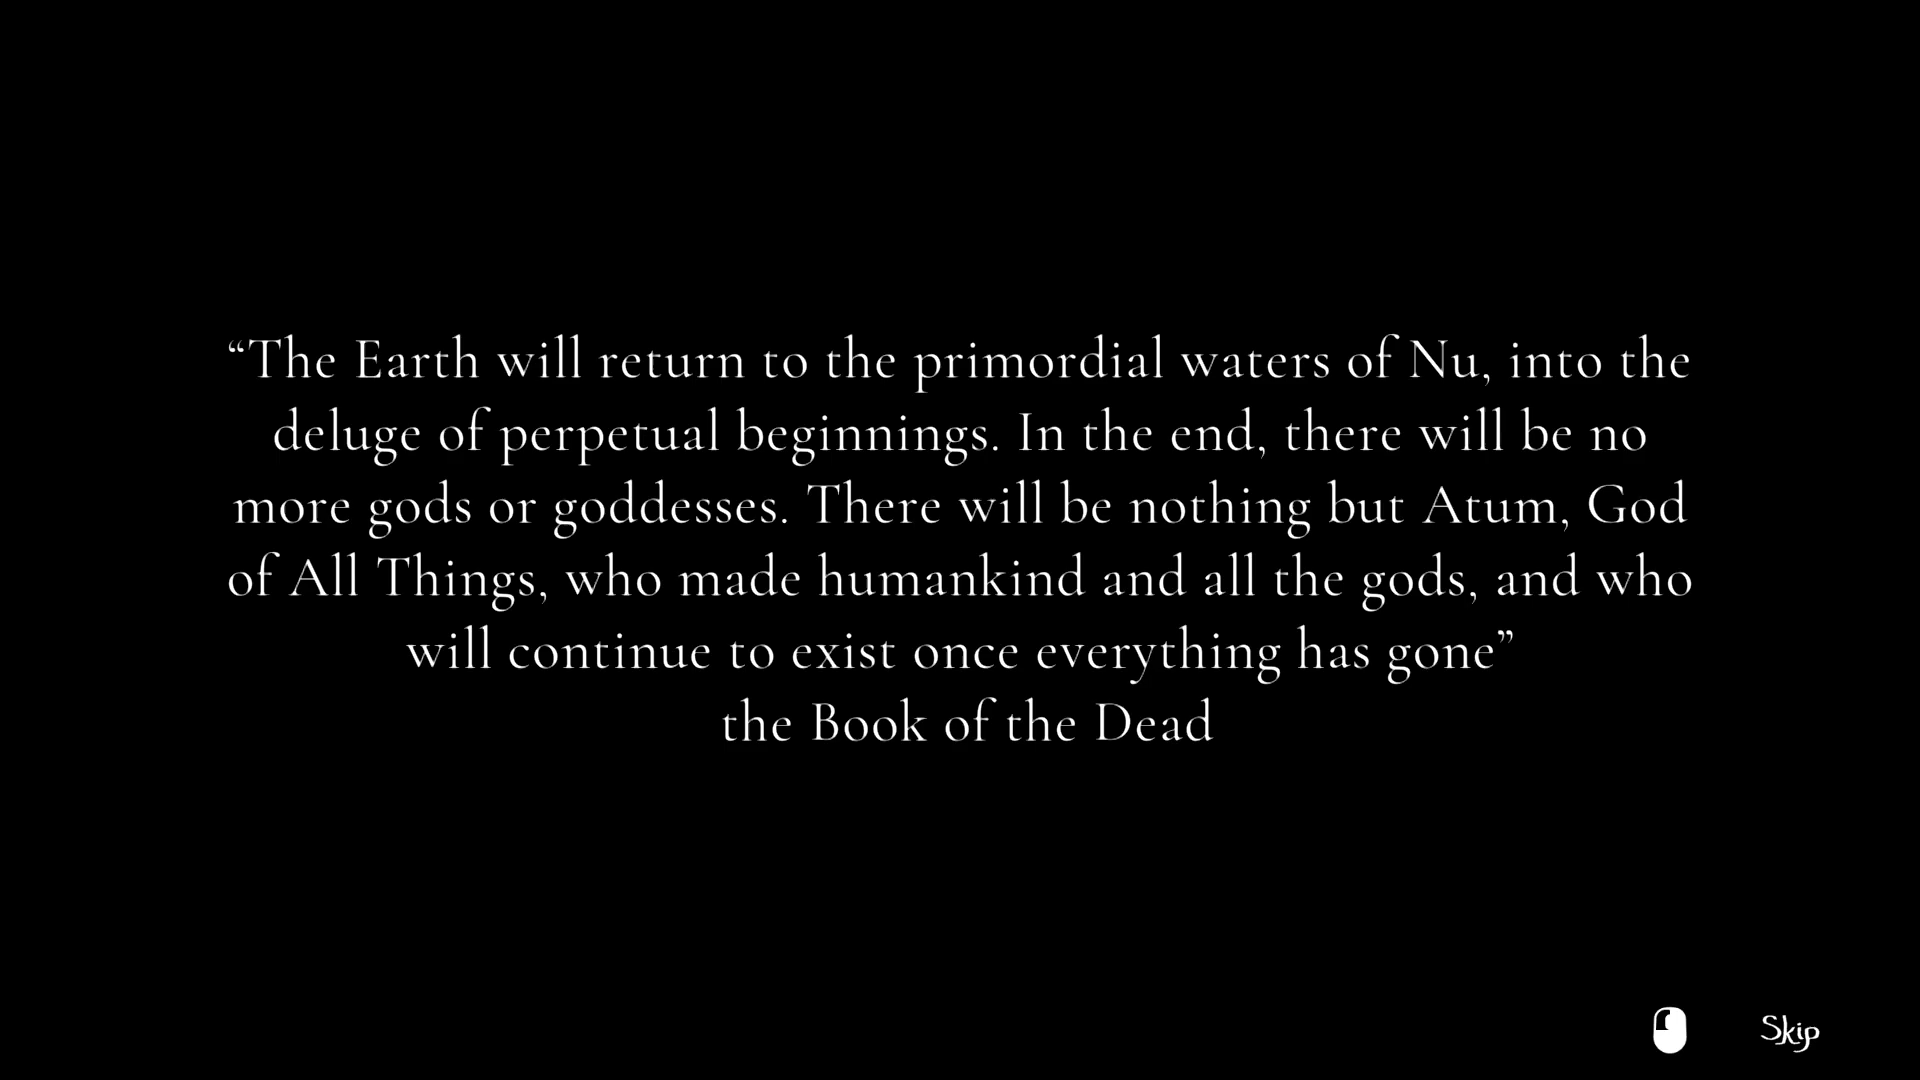 “The Earth will return to the primordial waters of Nu, into the
deluge of perpetual beginnings. In the end, there will be no
more gods or goddesses. There will be nothing but Atum, God
of All Things, who made humankind and all the gods, and who
will continue to exist once everything has gone”
the Book of the Dead
Skip